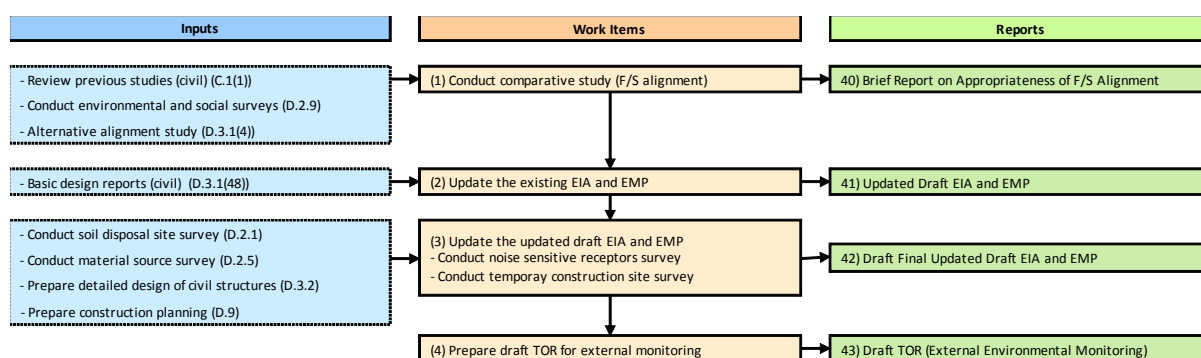 Inputs
Work Items
Reports
- Review previous studies (civil) (C.1(1))
- Conduct environmental and social surveys (D.2.9)
- Alternative alignment study (D.3.1(4))
(1) Conduct comparative study (F/S alignment)
40) Brief Report on Appropriateness of F/S Alignment
- Basic design reports (civil) (D.3.1(48))
(2) Update the existing EIA and EMP
41) Updated Draft EIA and EMP
- Conduct soil disposal site survey (D.2.1)
- Conduct material source survey (D.2.5)
- Prepare detailed design of civil structures (D.3.2)
- Prepare construction planning (D.9)
(3) Update the updated draft EIA and EMP
- Conduct noise sensitive receptors survey
- Conduct temporay construction site survey
42) Draft Final Updated Draft EIA and EMP
(4) Prepare draft TOR for external monitoring
43) Draft TOR (External Environmental Monitoring)